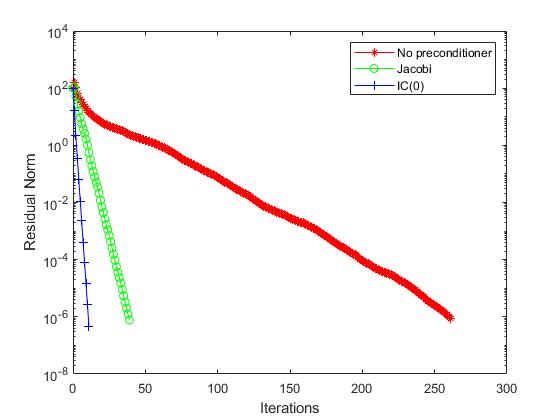 10^4
10^2
10^0
10^-2
10^-4
10^-6
10^-8
Residual Norm
No preconditioner
Jacobi
IC(0)
0 50 100 150 200 250 300
Iterations